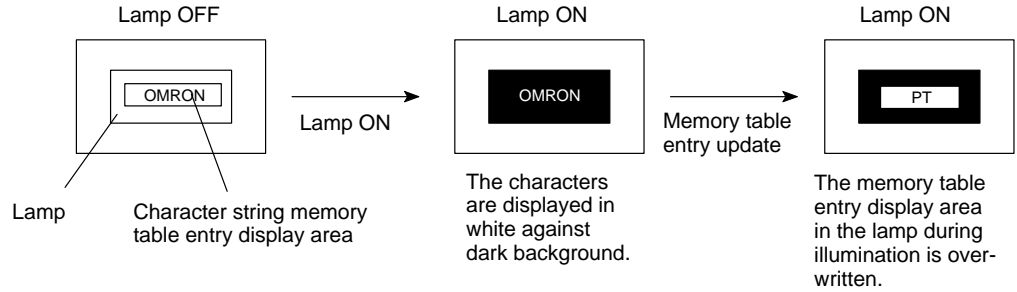 Lamp OFF
Lamp ON
Lamp ON
OMRON
Lamp ON
OMRON
Memory table
entry update
PT
Lamp
Character string memory
table entry display area
The characters
are displayed in
white against
dark background.
The memory table
entry display area
in the lamp during
illumination is over-
written.